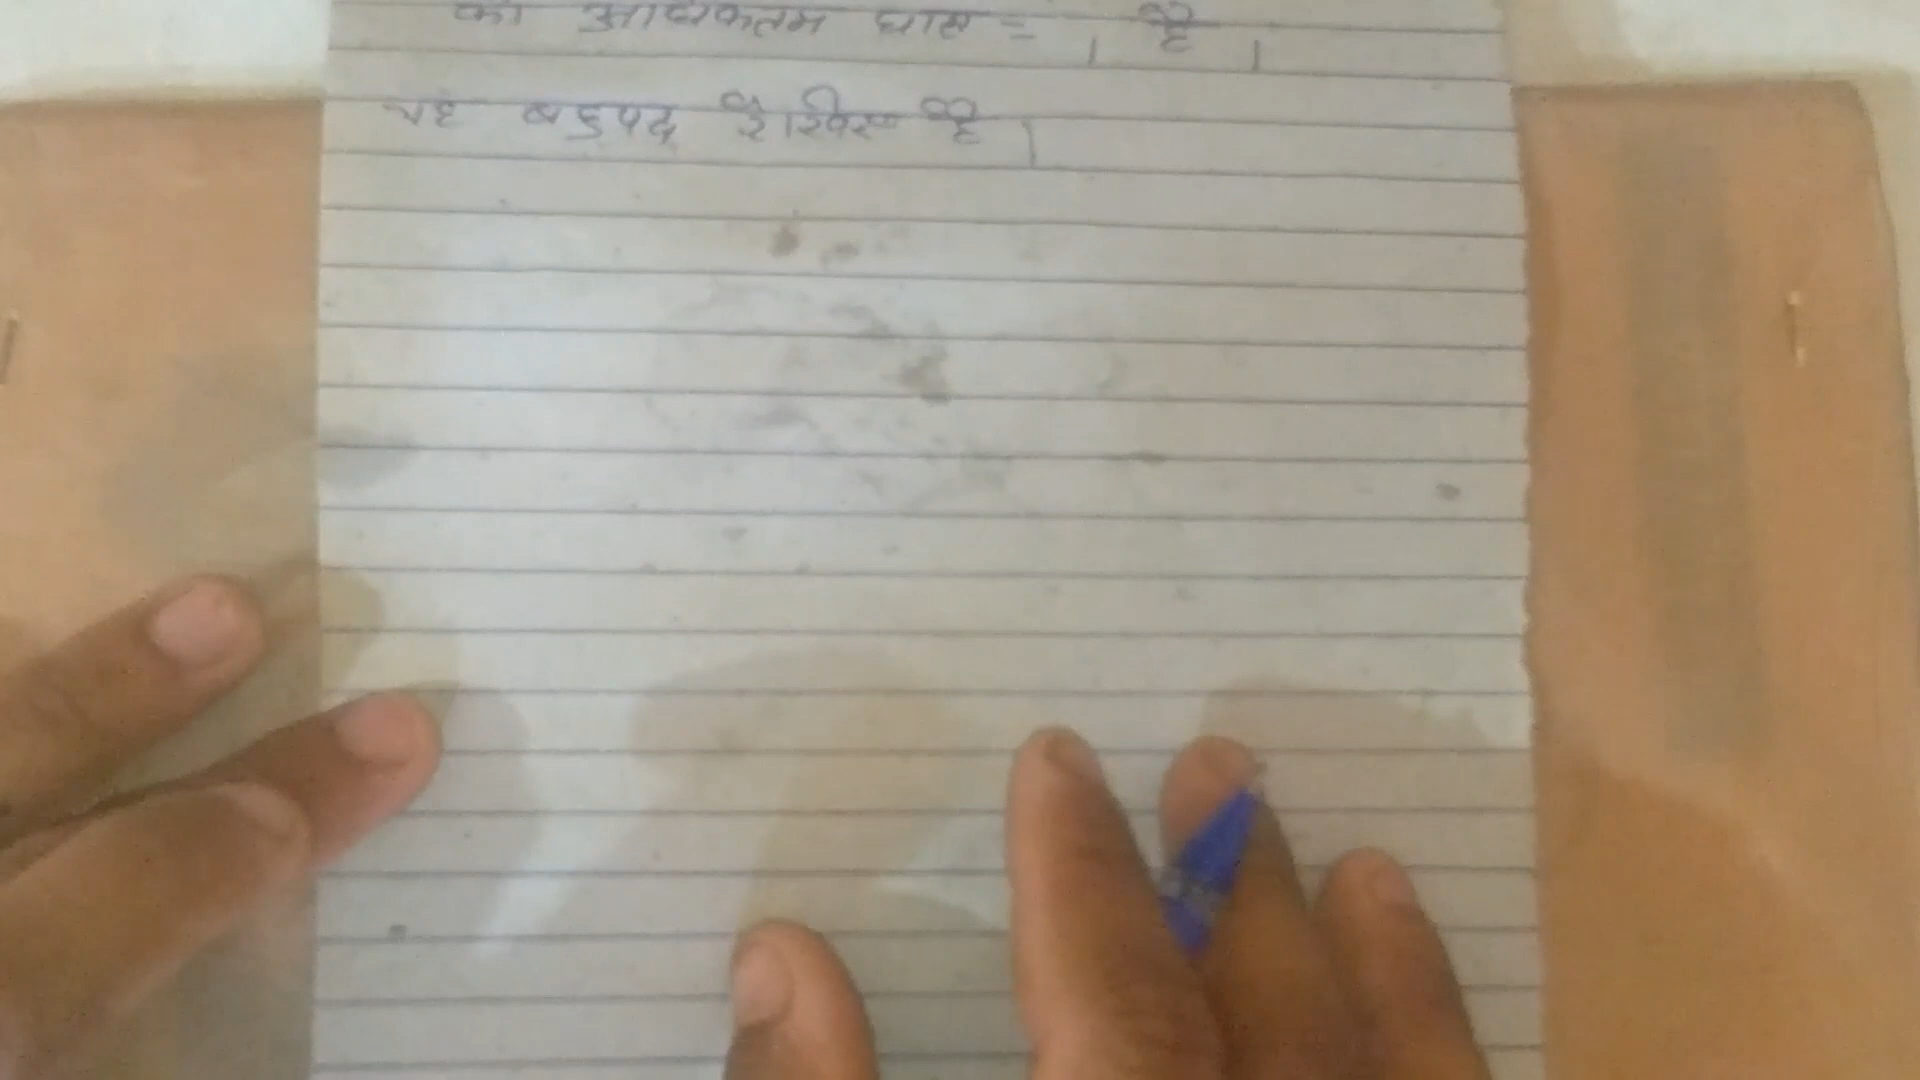 का अधिकतम घात = 1 है ।
यह बहुपद रैखिक है ।